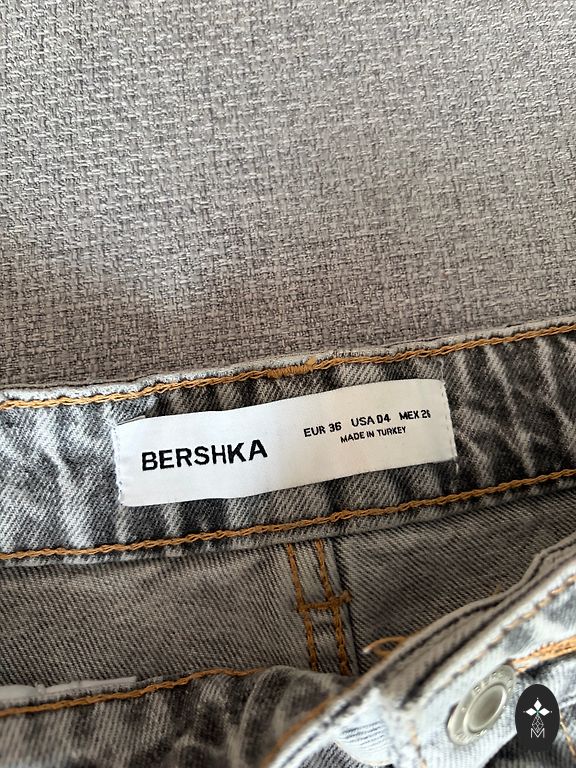 BERSHKA
EUR 36 USA 04 MEX 26
MADE IN TURKEY